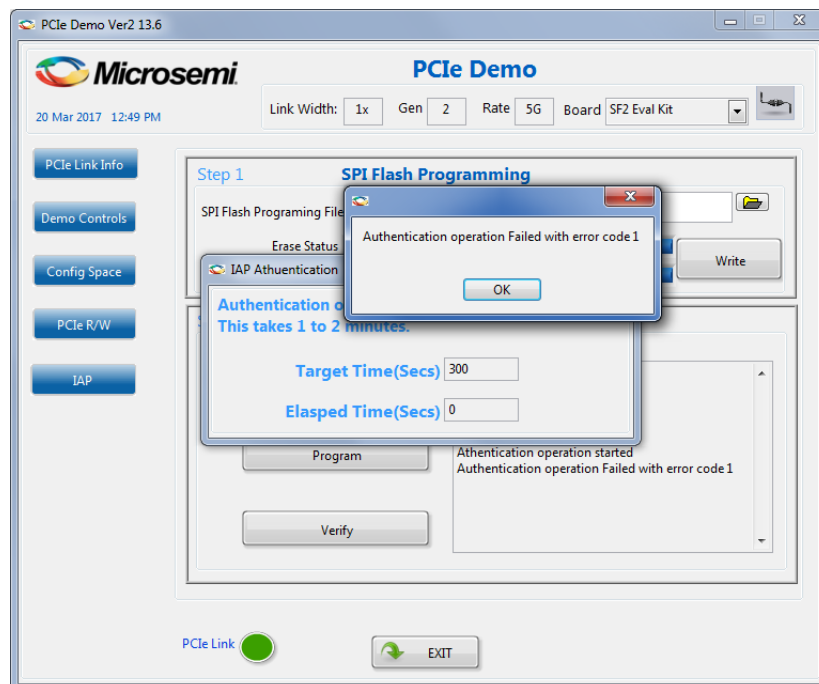 PCIe Demo Ver2 13.6
Microsemi
PCIe Demo
20 Mar 2017 12:49 PM
Link Width: 1x Gen 2 Rate 5G Board SF2 Eval Kit
PCIe Link Info
Demo Controls
Config Space
PCIe R/W
IAP
Step 1 SPI Flash Programming
SPI Flash Programing File
Erase Status
Write
Authentication operation Failed with error code 1
OK
IAP Athuentication
Authentication o
This takes 1 to 2 minutes.
Target Time(Secs) 300
Elasped Time(Secs) 0
Program
Verify
Athentication operation started
Authentication operation Failed with error code 1
PCIe Link
EXIT